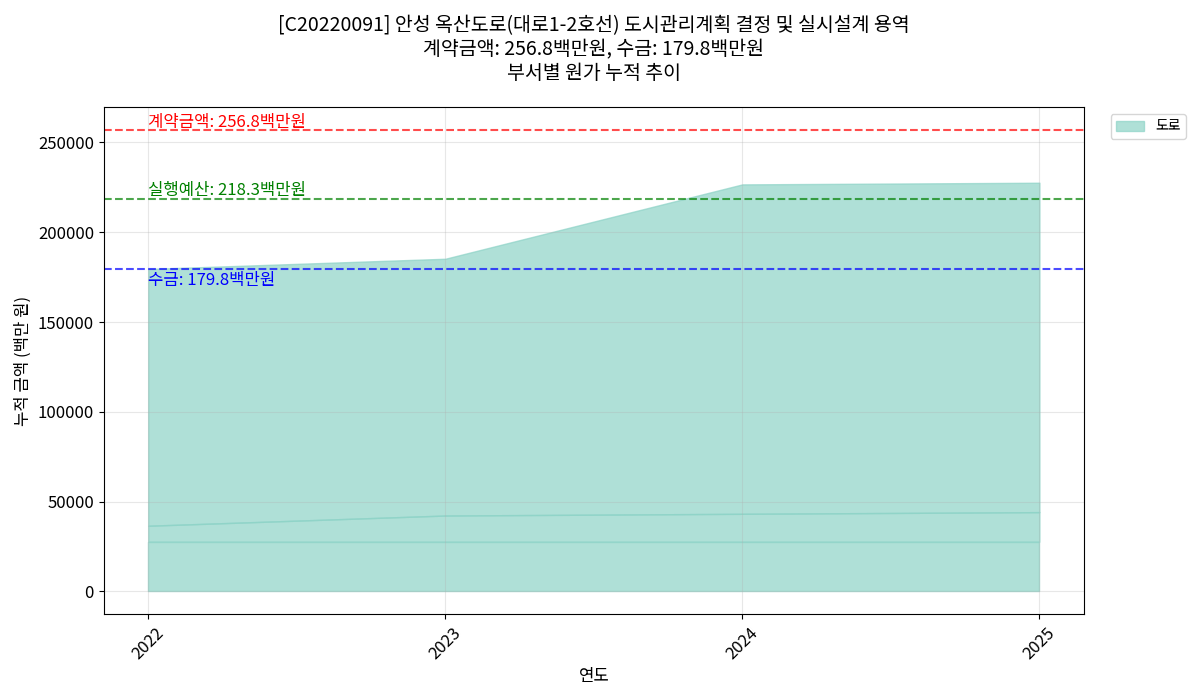 [C20220091] 안성 옥산도로(대로1-2호선) 도시관리계획 결정 및 실시설계 용역
계약금액: 256.8백만원, 수금: 179.8백만원
부서별 원가 누적 추이
계약금액: 256.8백만원
도로
250000
실행예산: 218.3백만원
200000
수금: 179.8백만원
150000
100000
50000
0
누적 금액 (백만 원)
2022
2023
2024
2025
연도